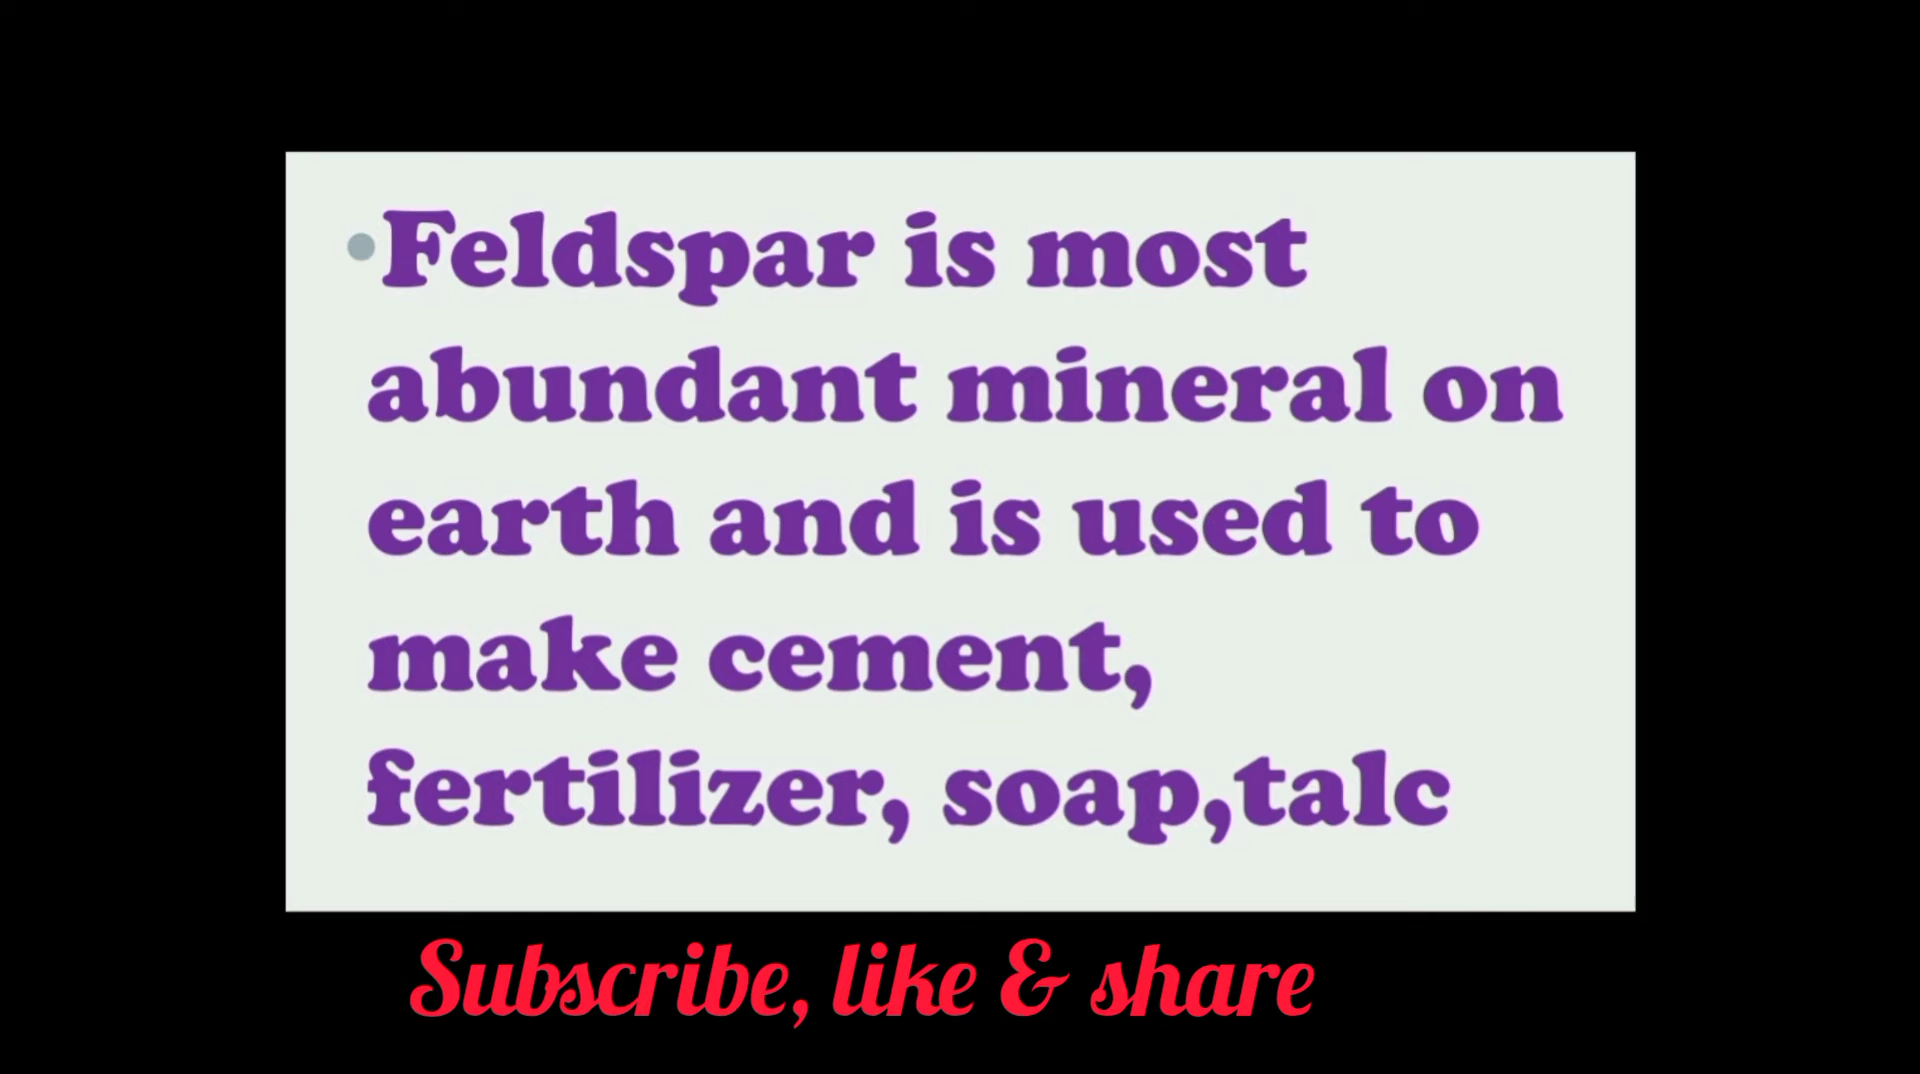 •Feldspar is most
abundant mineral on
earth and is used to
make cement,
fertilizer, soap,talc
Subscribe, like & share